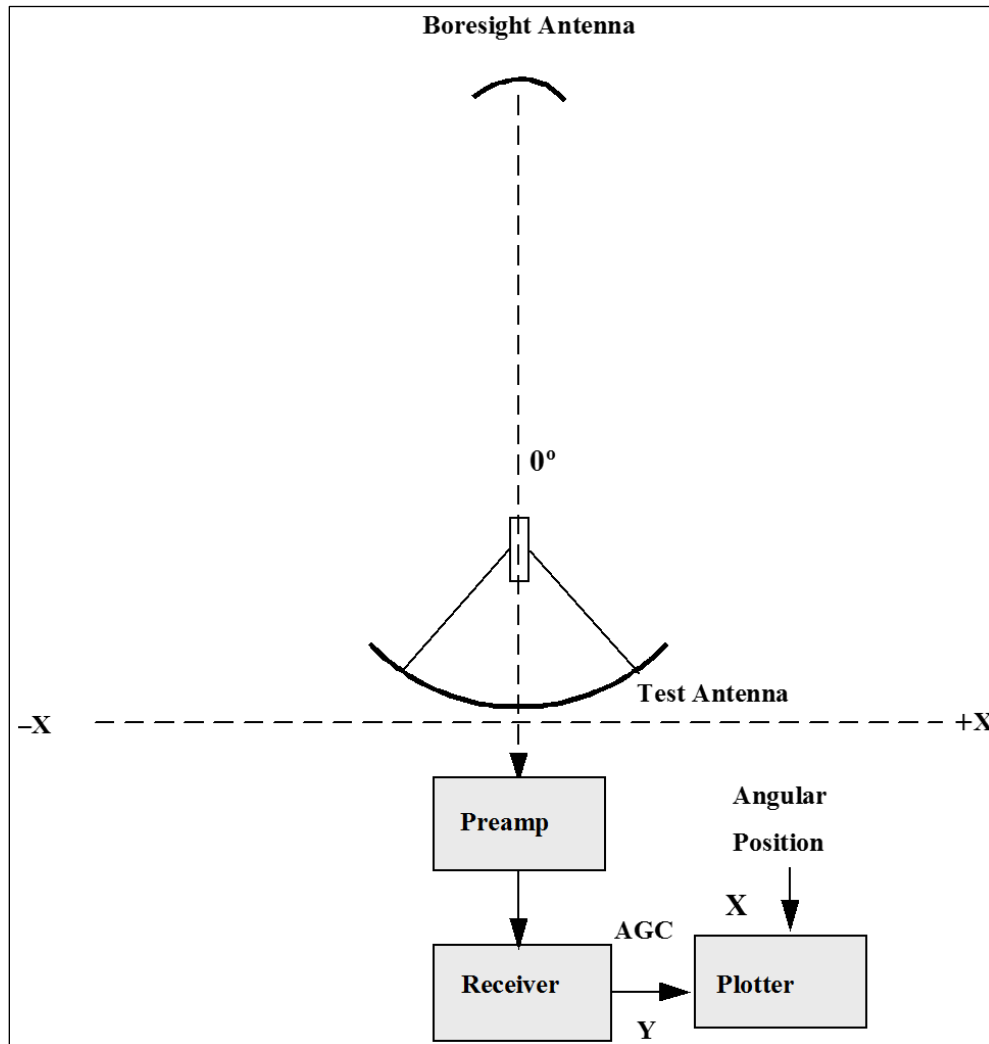 Boresight Antenna
0º
Test Antenna
–X
+X
Preamp
Angular
Position
X
AGC
Receiver
Plotter
Y